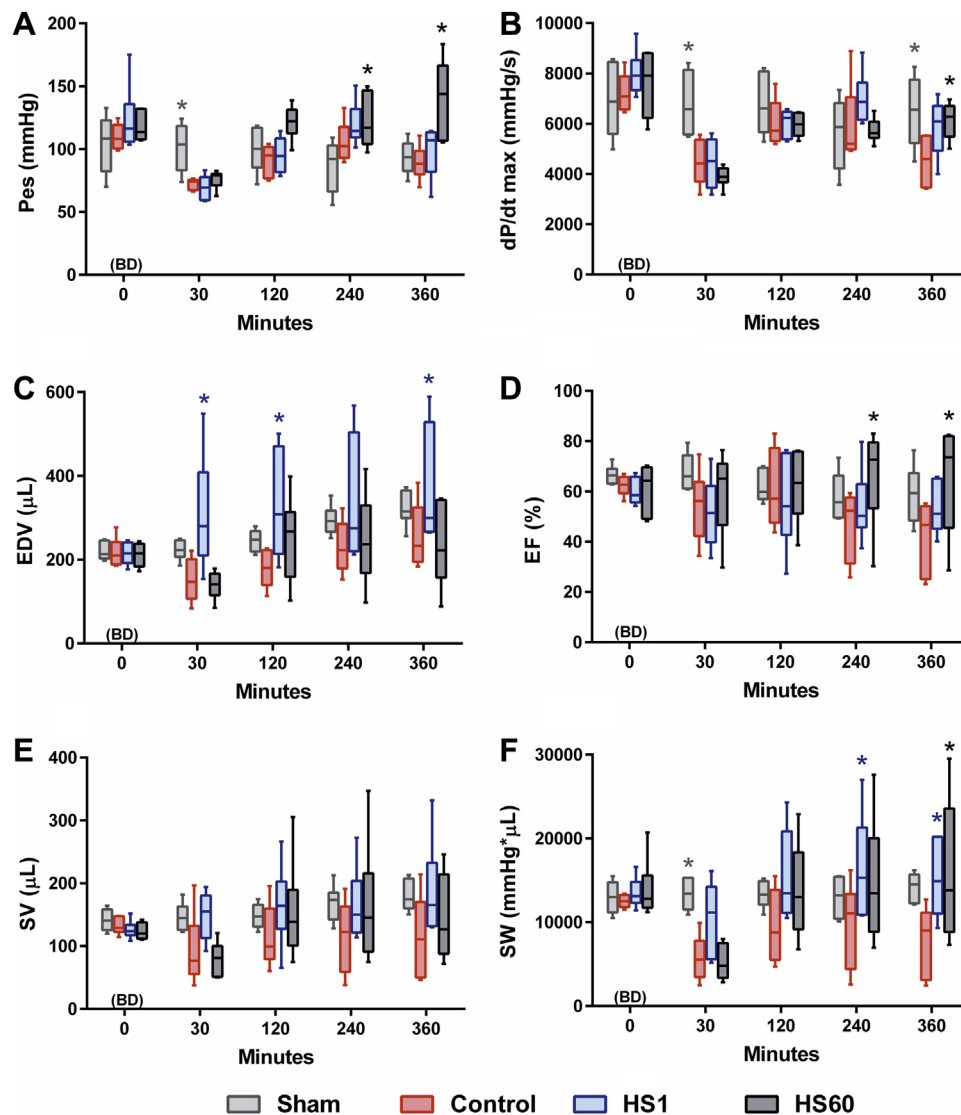 A
B
200
150
100
50
0
Pes (mmHg)
*
*
*
(BD)
0 30 120 240 360
Minutes
10000
8000
6000
4000
2000
0
dP/dt max (mmHg/s)
*
*
*
(BD)
0 30 120 240 360
Minutes
C
D
600
400
200
0
EDV (μL)
*
*
*
(BD)
0 30 120 240 360
Minutes
100
80
60
40
20
0
EF (%)
*
*
(BD)
0 30 120 240 360
Minutes
E
F
400
300
200
100
0
SV (μL)
(BD)
0 30 120 240 360
Minutes
30000
20000
10000
0
SW (mmHg*μL)
*
*
*
*
(BD)
0 30 120 240 360
Minutes
Sham Control HS1 HS60